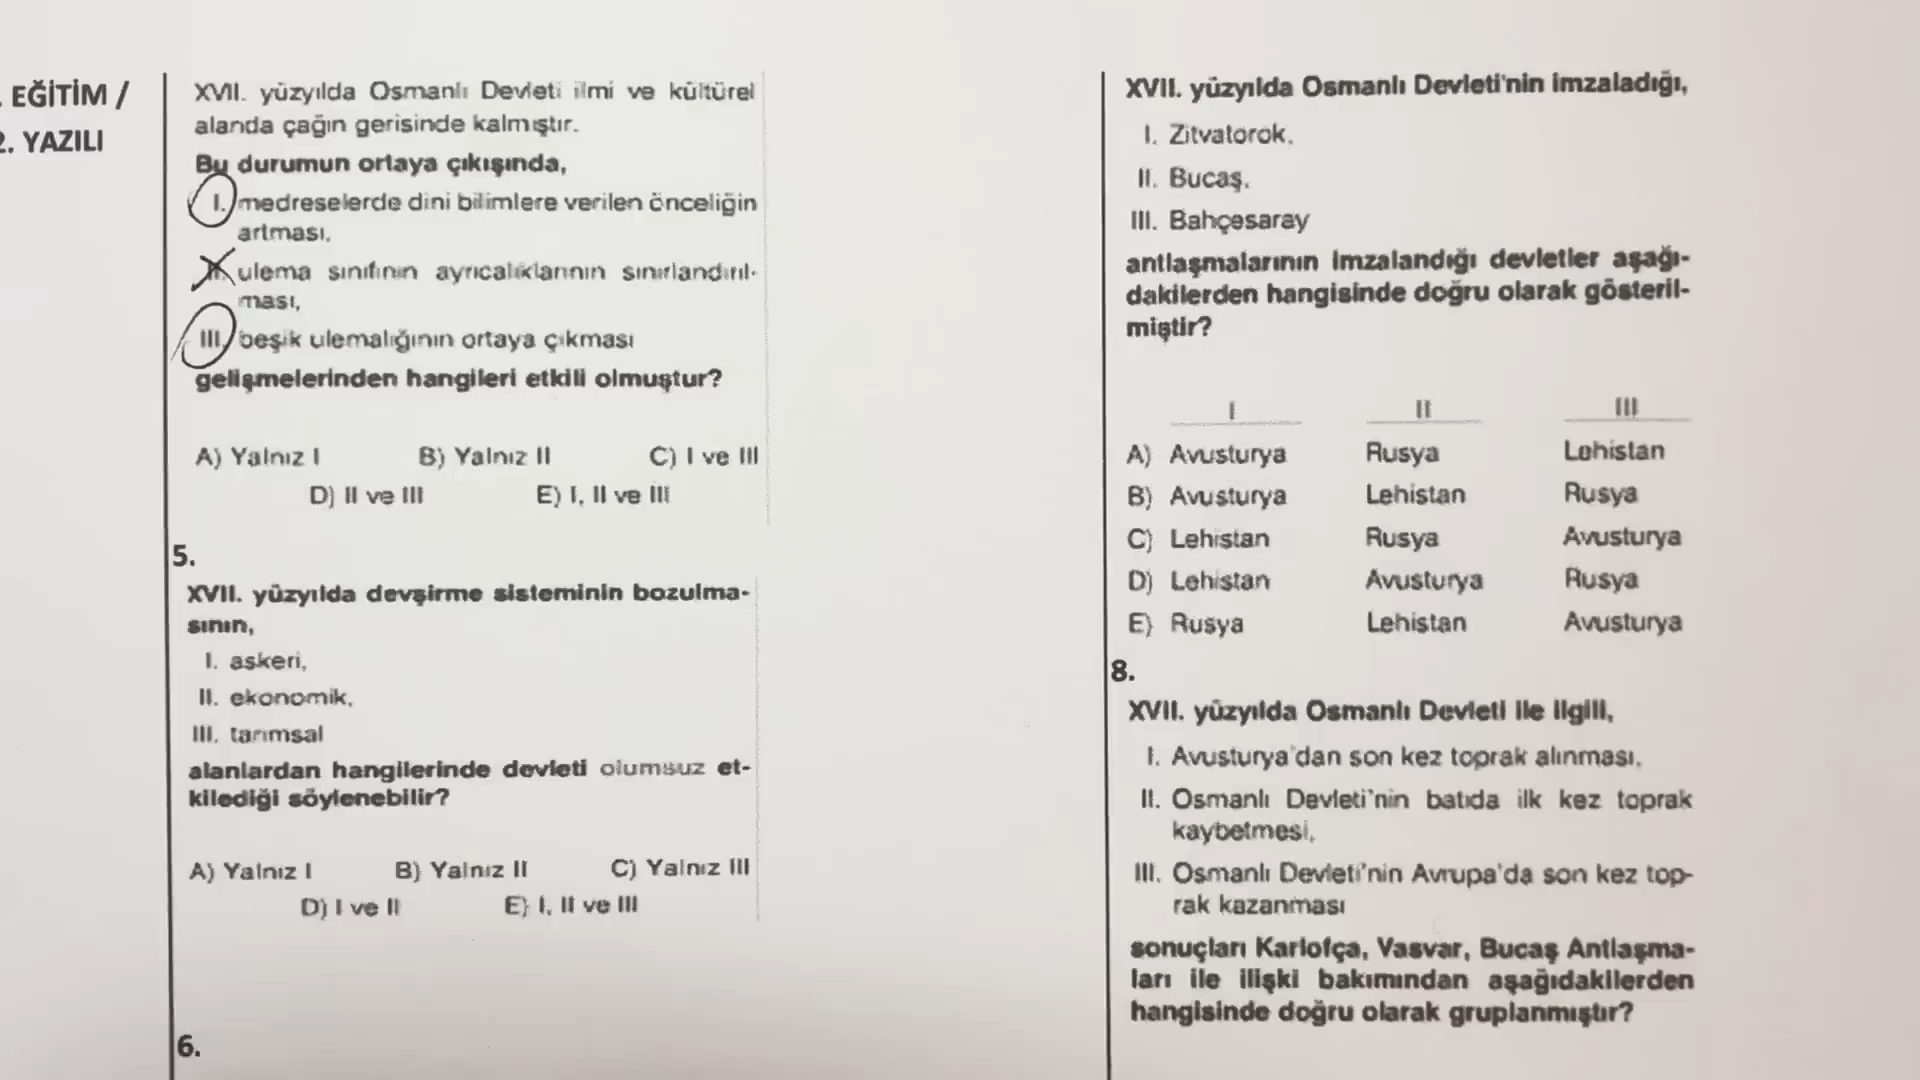 . EĞİTİM /
2. YAZILI
XVII. yüzyılda Osmanlı Devleti ilmi ve kültürel
alanda çağın gerisinde kalmıştır.
Bu durumun ortaya çıkışında,
I. medreselerde dini bilimlere verilen önceliğin
artması,
II. ulema sınıfının ayrıcalıklarının sınırlandırıl-
ması,
III. beşik ulemalığının ortaya çıkması
gelişmelerinden hangileri etkili olmuştur?
A) Yalnız I B) Yalnız II C) I ve III
D) II ve III E) I, II ve III
5.
XVII. yüzyılda devşirme sisteminin bozulma-
sının,
I. askeri,
II. ekonomik,
III. tarımsal
alanlardan hangilerinde devleti olumsuz et-
kilediği söylenebilir?
A) Yalnız I B) Yalnız II C) Yalnız III
D) I ve II E) I, II ve III
6.
XVII. yüzyılda Osmanlı Devleti'nin imzaladığı,
I. Zitvatorok,
II. Bucaş,
III. Bahçesaray
antlaşmalarının imzalandığı devletler aşağı-
dakilerden hangisinde doğru olarak gösteril-
miştir?
I II III
A) Avusturya Rusya Lehistan
B) Avusturya Lehistan Rusya
C) Lehistan Rusya Avusturya
D) Lehistan Avusturya Rusya
E) Rusya Lehistan Avusturya
8.
XVII. yüzyılda Osmanlı Devleti ile ilgili,
I. Avusturya'dan son kez toprak alınması,
II. Osmanlı Devleti'nin batıda ilk kez toprak
kaybetmesi,
III. Osmanlı Devleti'nin Avrupa'da son kez top-
rak kazanması
sonuçları Karlofça, Vasvar, Bucaş Antlaşma-
ları ile ilişki bakımından aşağıdakilerden
hangisinde doğru olarak gruplanmıştır?